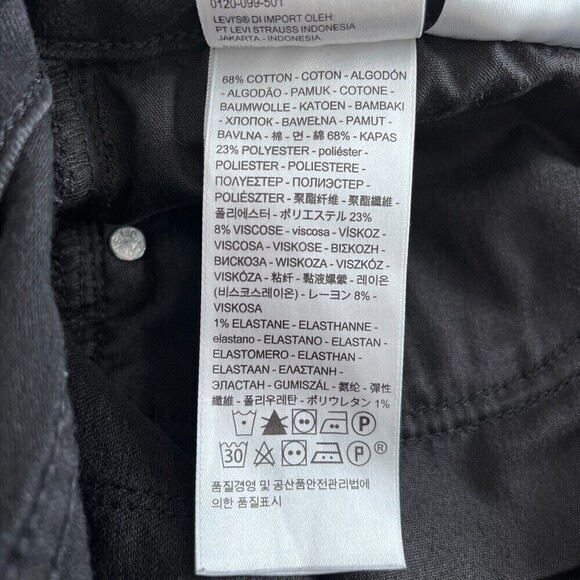 0120-099-501
LEVI'S® DI IMPORT OLEH:
PT LEVI STRAUSS INDONESIA
JAKARTA - INDONESIA
68% COTTON - COTON - ALGODÓN
- ALGODÃO - PAMUK - COTONE -
BAUMWOLLE - KATOEN - BAMBAKI
- ХЛОПОК - BAWEŁNA - PAMUT -
BAVLNA - 棉 - 면 - 綿 68% - KAPAS
23% POLYESTER - poliéster -
POLIESTERE - POLIESTERE -
ΠΟΛΥΕΣΤΕΡ - ПОЛИЭСТЕР -
POLIÉSZTER - 聚酯纤维 - 聚酯纖維 -
폴리에스터 - ポリエステル 23%
8% VISCOSE - viscosa - VİSKOZ -
VISCOSA - VISKOSE - ΒΙΣΚΟΖΗ -
ВИСКОЗА - WISKOZA - VISZKÓZ -
VISKÓZA - 粘纤 - 黏液嫘縈 - 레이온
(비스코스레이온) - レーヨン 8% -
VISKOSA
1% ELASTANE - ELASTHANNE -
elastano - ELASTANO - ELASTAN -
ELASTOMERO - ELASTHAN -
ELASTAAN - ΕΛΑΣΤΑΝΗ -
ЭЛАСТАН - GUMISZÁL - 氨纶 - 彈性
纖維 - 폴리우레탄 - ポリウレタン 1%
P
30 P ®
품질경영 및 공산품안전관리법에
의한 품질표시